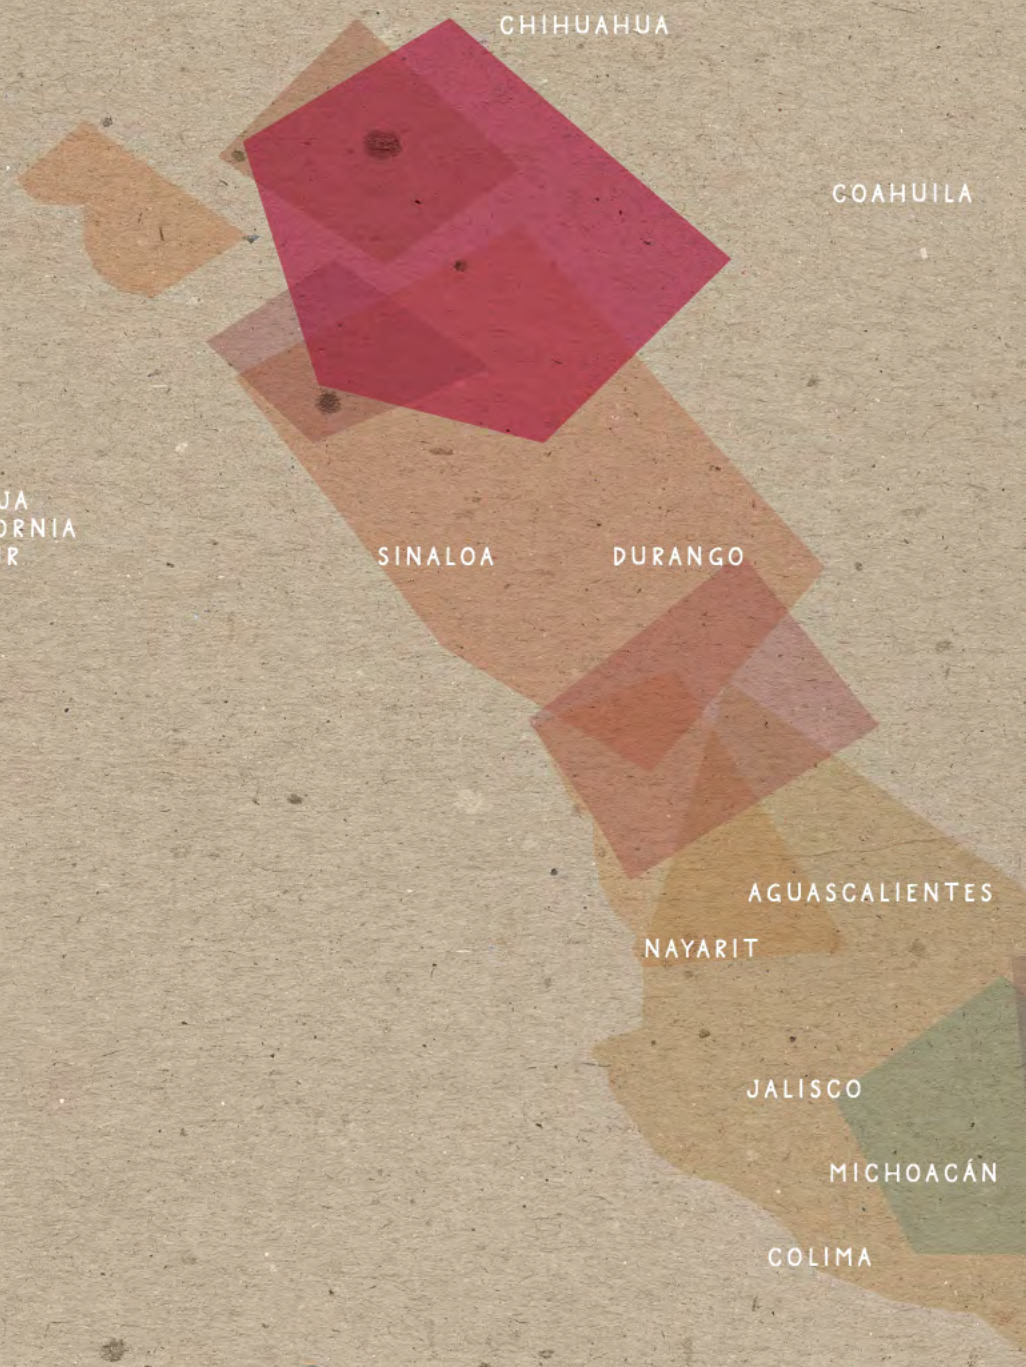 CHIHUAHUA
COAHUILA
SINALOA
DURANGO
AGUASCALIENTES
NAYARIT
JALISCO
MICHOACÁN
COLIMA